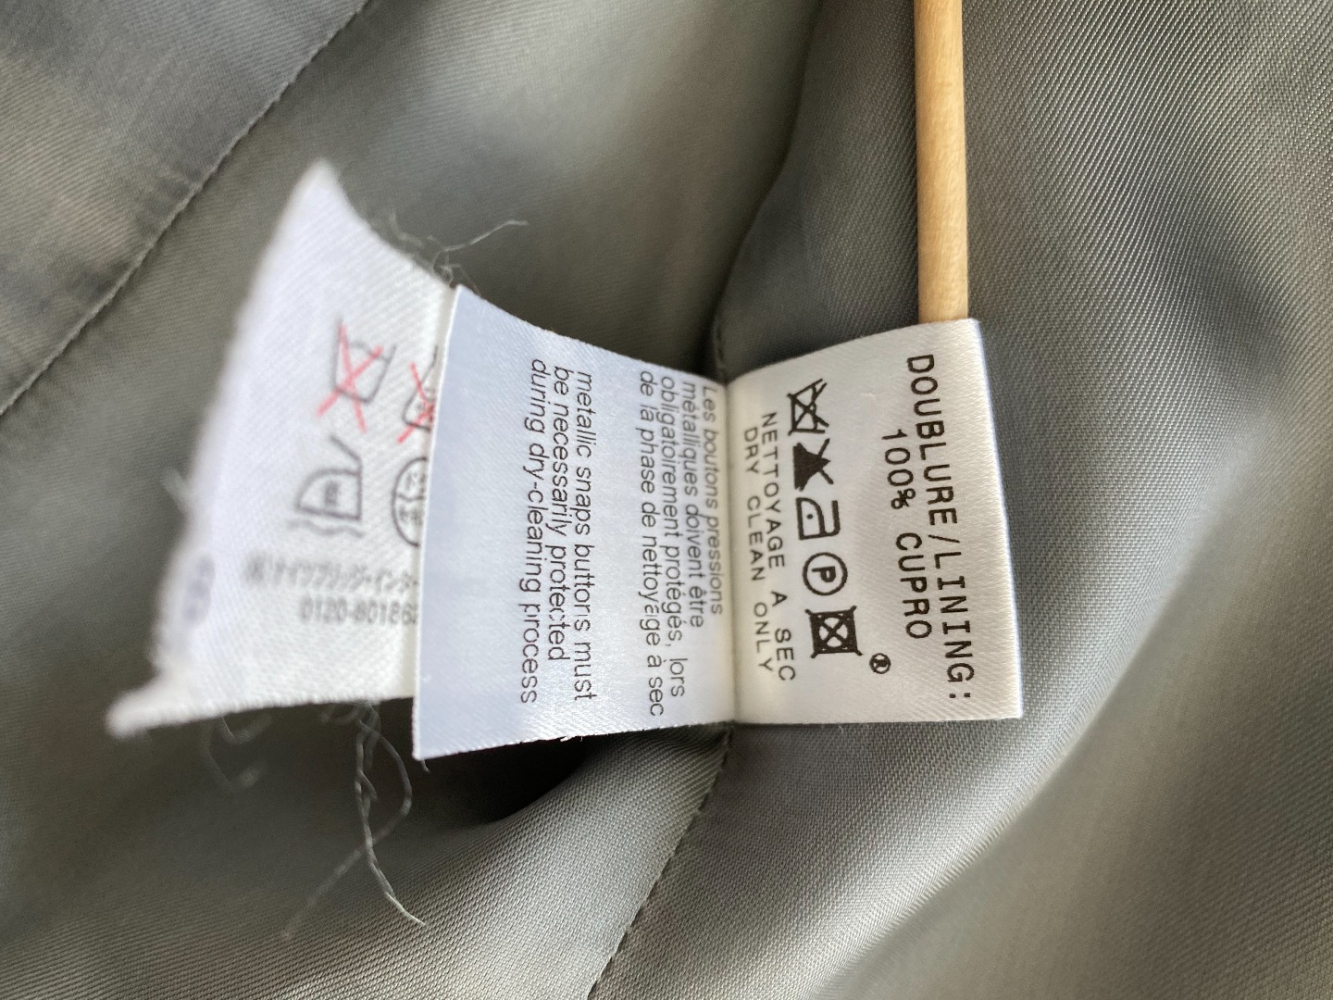 DOUBLURE/LINING:
100% CUPRO
P
®
NETTOYAGE A SEC
DRY CLEAN ONLY
Les boutons pressions
métalliques doivent être
obligatoirement protégés, lors
de la phase de nettoyage à sec
metallic snaps buttons must
be necessarily protected
during dry-cleaning process
0120-80186